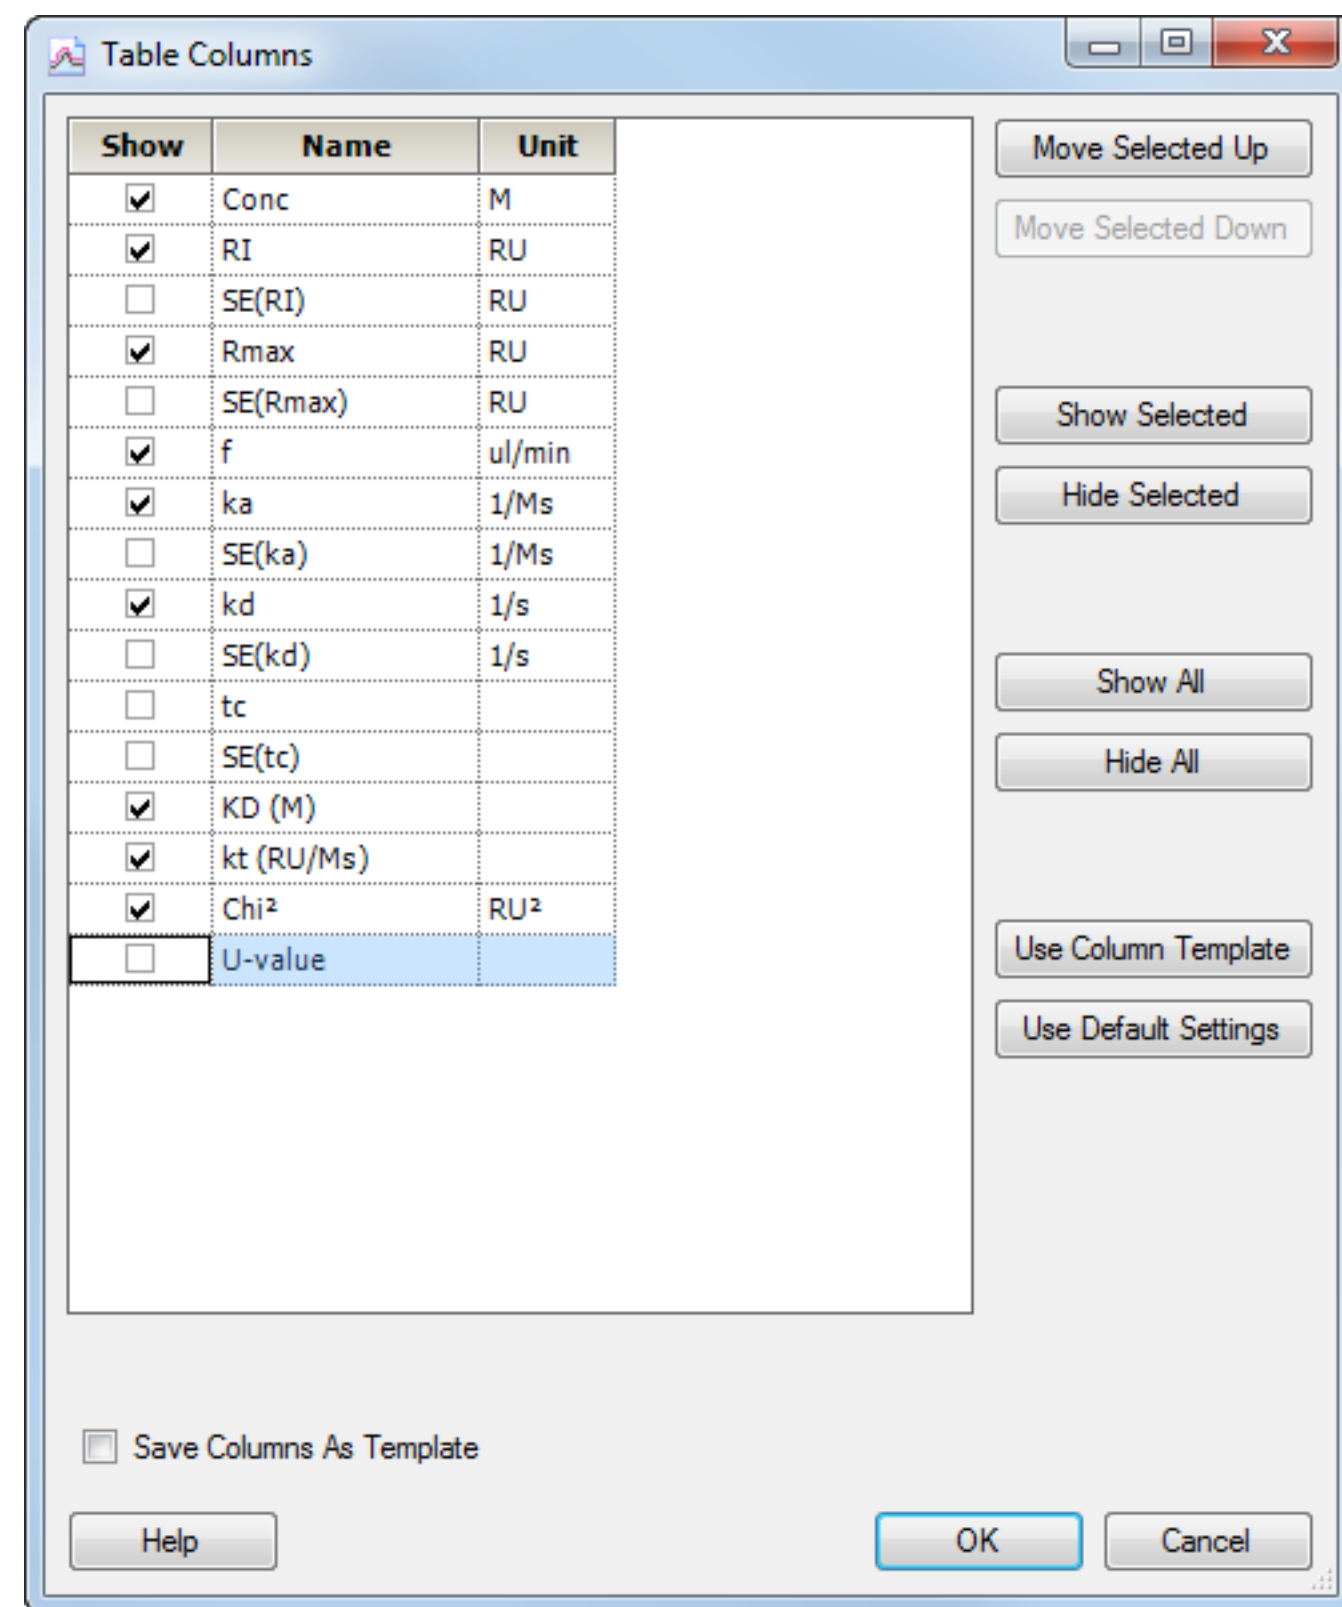 Table Columns
Show Name Unit
Conc M
RI RU
SE(RI) RU
Rmax RU
SE(Rmax) RU
f ul/min
ka 1/Ms
SE(ka) 1/Ms
kd 1/s
SE(kd) 1/s
tc
SE(tc)
KD (M)
kt (RU/Ms)
Chi² RU²
U-value
Move Selected Up
Move Selected Down
Show Selected
Hide Selected
Show All
Hide All
Use Column Template
Use Default Settings
Save Columns As Template
Help OK Cancel